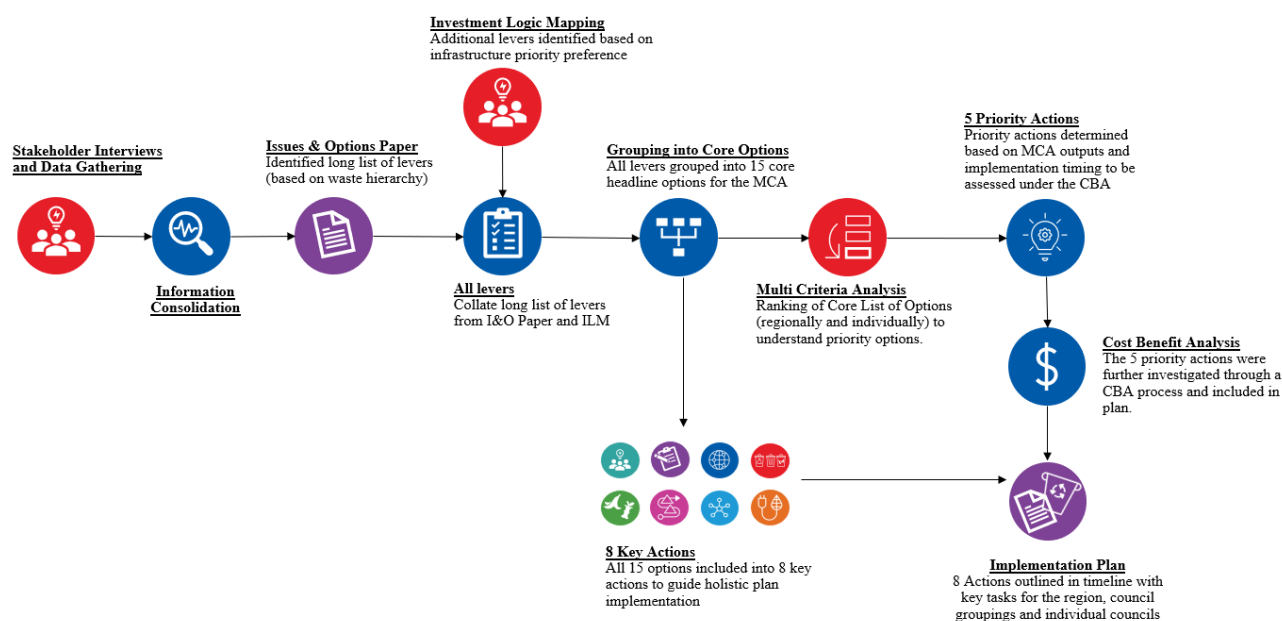 Investment Logic Mapping
Additional levers identified based on
infrastructure priority preference
Stakeholder Interviews
and Data Gathering
Issues & Options Paper
Identified long list of levers
(based on waste hierarchy)
Grouping into Core Options
All levers grouped into 15 core
headline options for the MCA
5 Priority Actions
Priority actions determined
based on MCA outputs and
implementation timing to be
assessed under the CBA
Information
Consolidation
All levers
Collate long list of levers
from I&O Paper and ILM
Multi Criteria Analysis
Ranking of Core List of Options
(regionally and individually) to
understand priority options.
$
Cost Benefit Analysis
The 5 priority actions were
further investigated through a
CBA process and included in
plan.
8 Key Actions
All 15 options included into 8 key
actions to guide holistic plan
implementation
Implementation Plan
8 Actions outlined in timeline with
key tasks for the region, council
groupings and individual councils